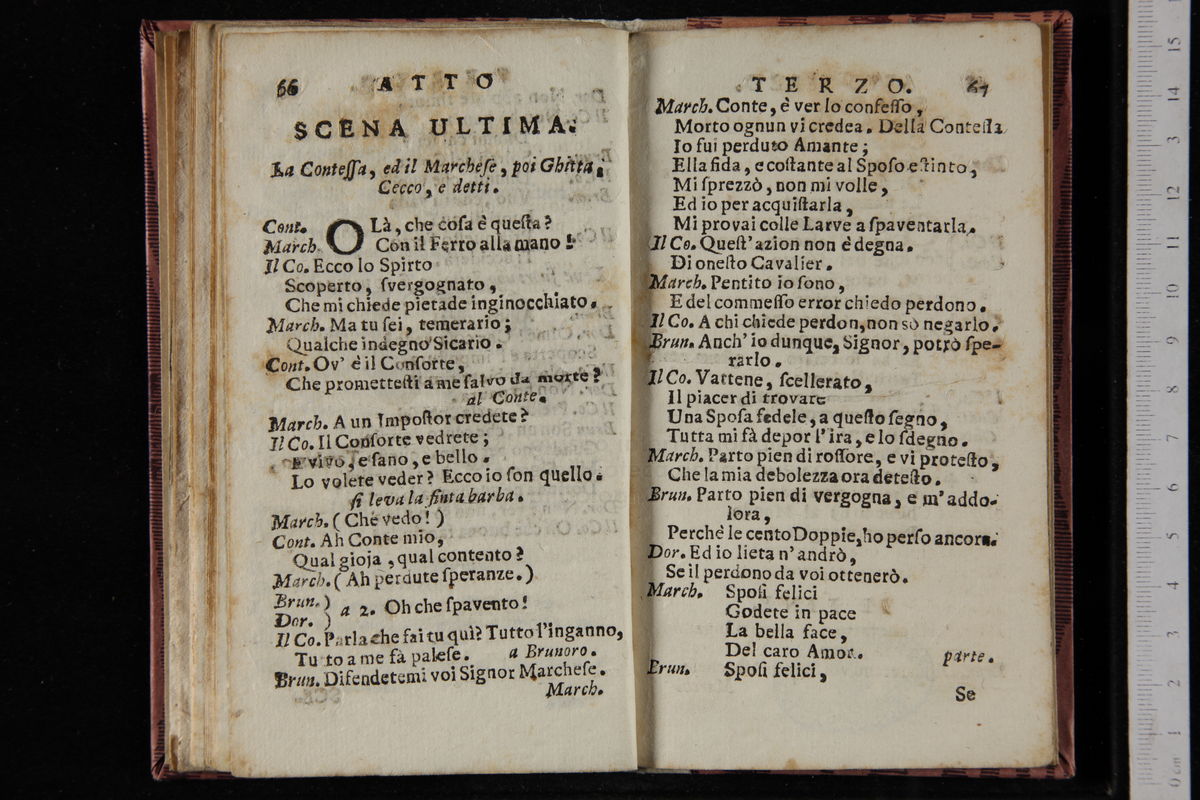 66 ATTO
SCENA ULTIMA.
La Contessa, ed il Marchese, poi Ghitta,
Cecco, e detti.
Cont. OLà, che cosa è questa?
March. Con il Ferro alla mano!
Il Co. Ecco lo Spirto
Scoperto, svergognato,
Che mi chiede pietade inginocchiato.
March. Ma tu sei, temerario;
Qualche indegno Sicario.
Cont. Ov' è il Consorte,
Che promettesti a me salvo da morte?
al Conte.
March. A un Impostor credete?
Il Co. Il Consorte vedrete;
E vivo, e sano, e bello.
Lo volete veder? Ecco io son quello.
si leva la finta barba.
March. (Chè vedo!)
Cont. Ah Conte mio,
Qual gioja, qual contento?
March. (Ah perdute speranze.)
Brun. ) a 2. Oh che spavento!
Dor. )
Il Co. Parla che fai tu quì? Tutto l'inganno,
Tutto a me fà palese. a Brunoro.
Brun. Difendetemi voi Signor Marchese.
March.
TERZO. 67
March. Conte, è ver lo confesso,
Morto ognun vi credea. Della Contessa
Io fui perduto Amante;
Ella fida, e costante al Sposo estinto,
Mi sprezzò, non mi volle,
Ed io per acquistarla,
Mi provai colle Larve a spaventarla.
Il Co. Quest' azion non è degna.
Di onesto Cavalier.
March. Pentito io sono,
E del commesso error chiedo perdono.
Il Co. A chi chiede perdon, non sò negarlo.
Brun. Anch' io dunque, Signor, potrò spe-
rarlo.
Il Co. Vattene, scellerato,
Il piacer di trovare
Una Sposa fedele, a questo segno,
Tutta mi fà depor l'ira, e lo sdegno.
March. Parto pien di rossore, e vi protesto,
Che la mia debolezza ora detesto.
Brun. Parto pien di vergogna, e m' addo-
lora,
Perchè le cento Doppie, ho perso ancora.
Dor. Ed io lieta n' andrò,
Se il perdono da voi ottenerò.
March. Sposi felici
Godete in pace
La bella face,
Del caro Amor. parte.
Brun. Sposi felici,
Se